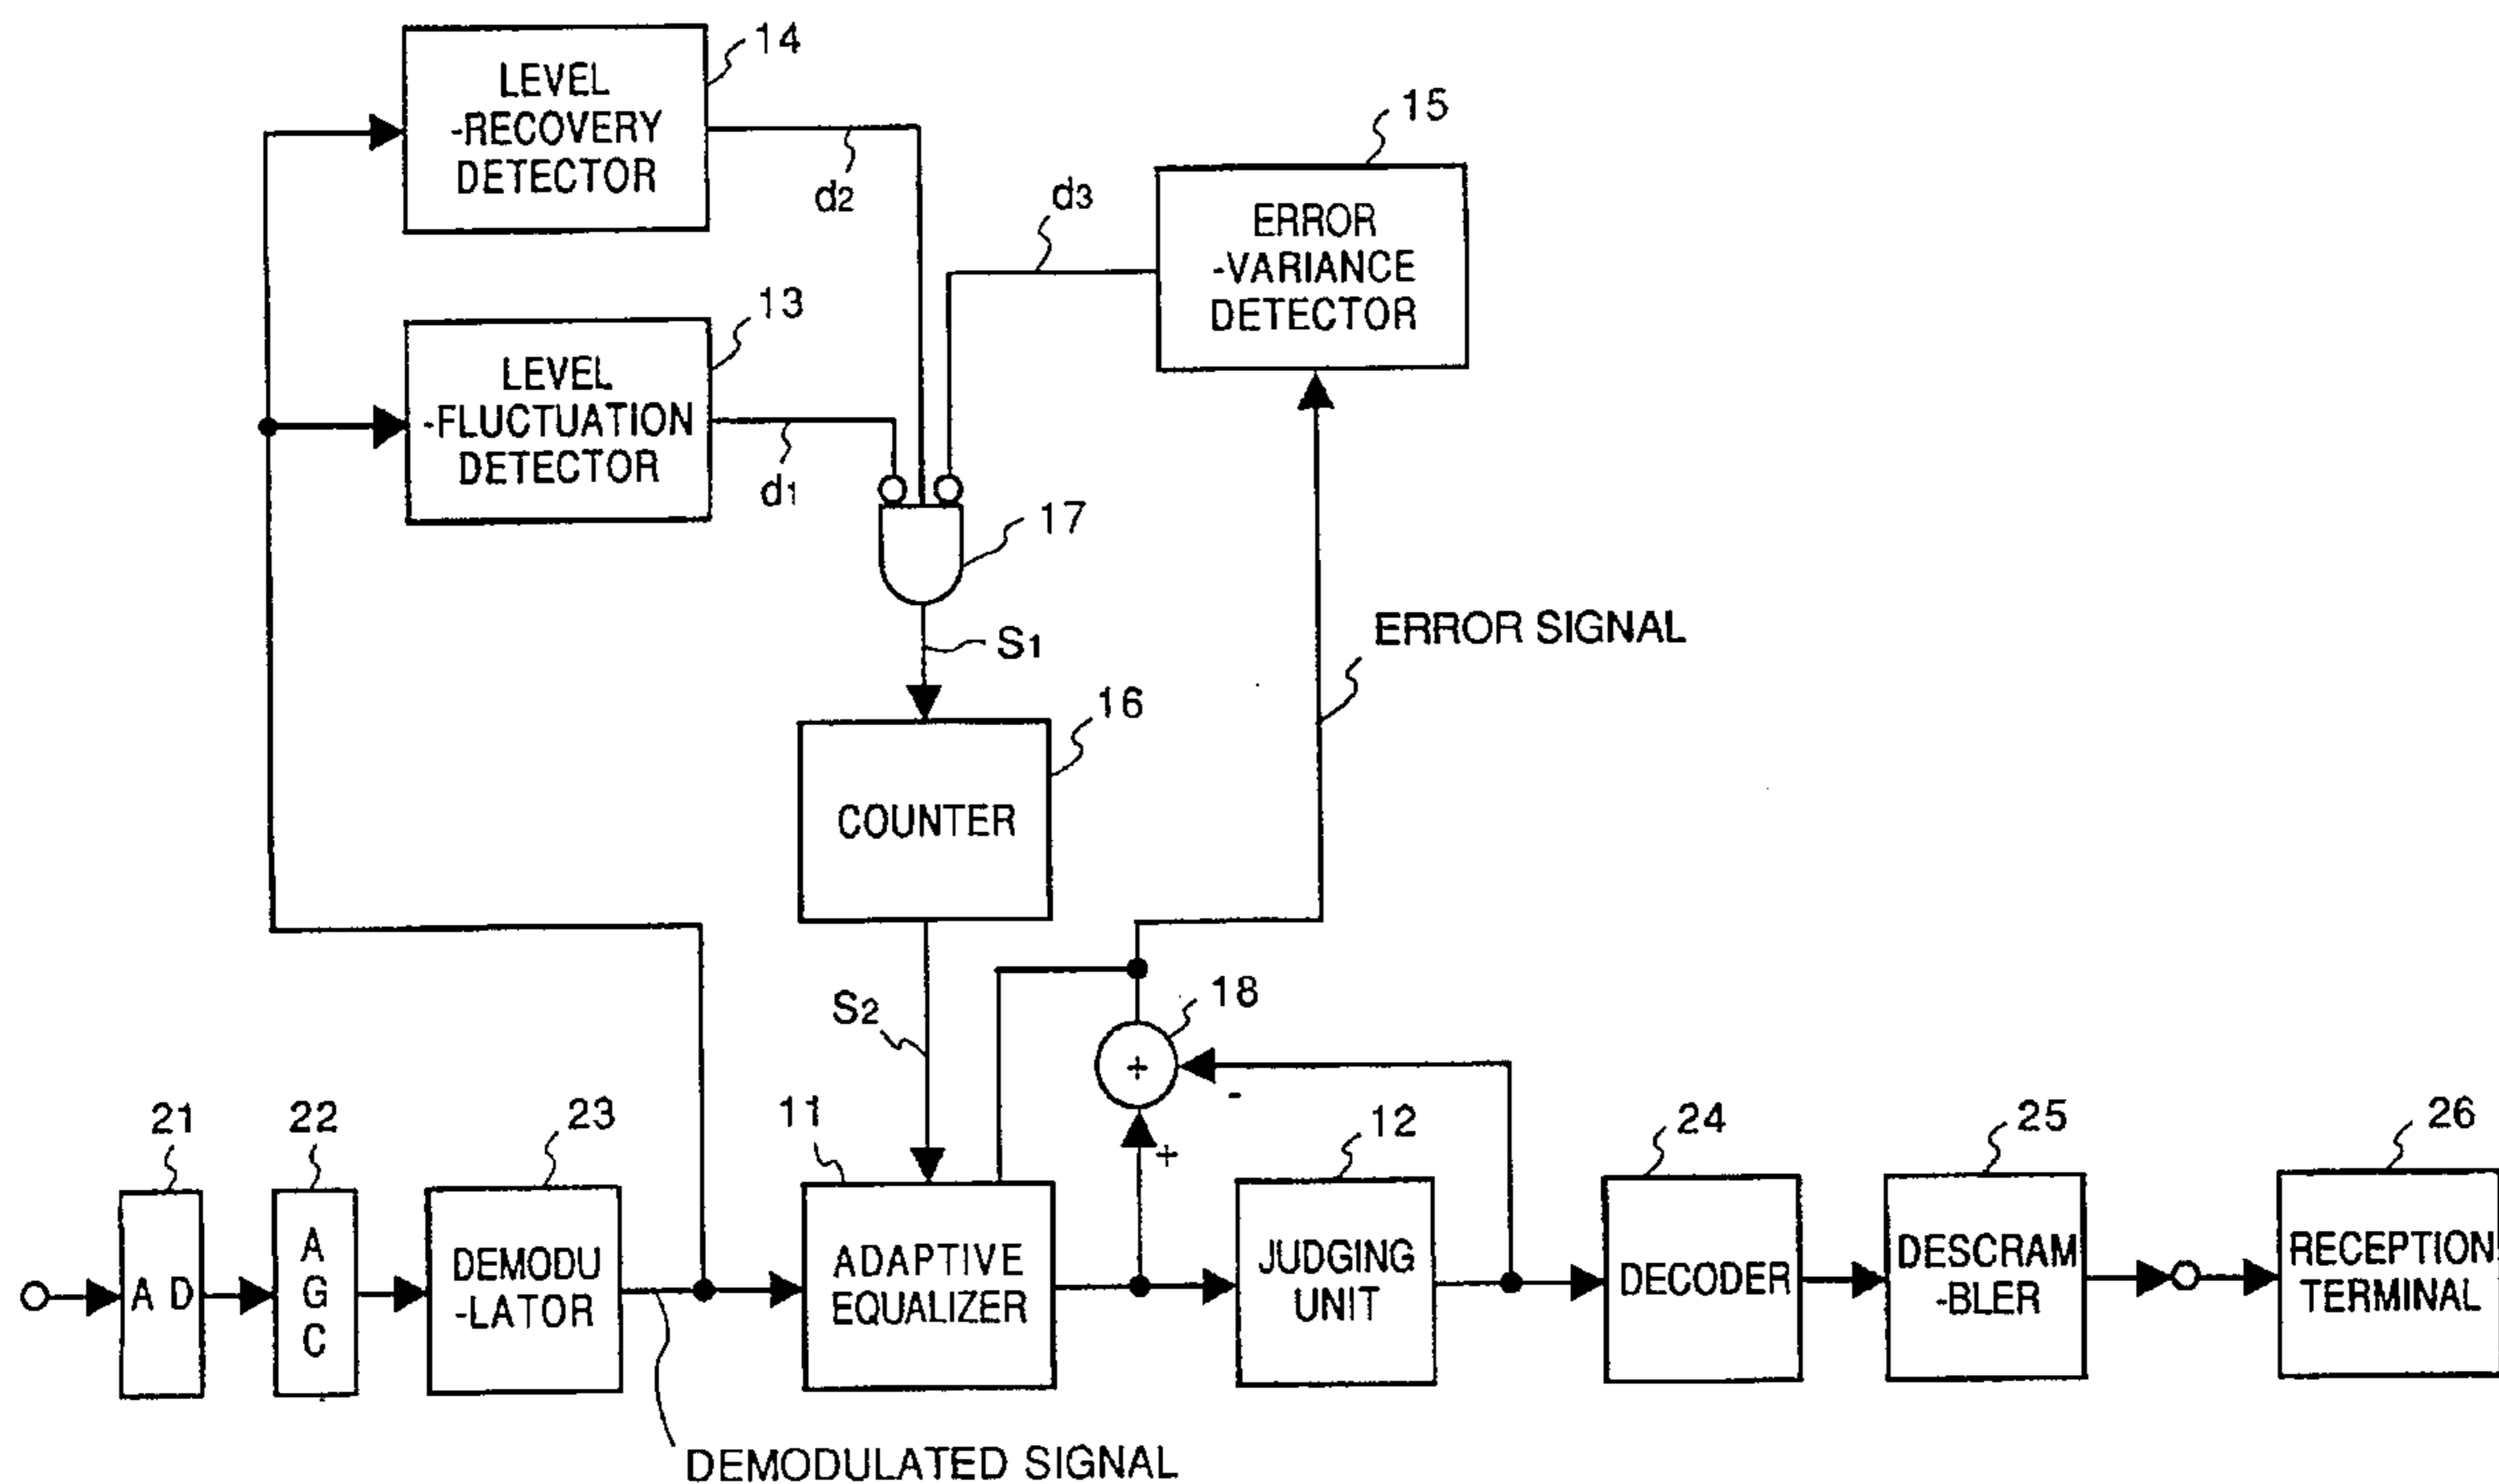 14
LEVEL
-RECOVERY
DETECTOR
d2
15
ERROR
-VARIANCE
DETECTOR
d3
13
LEVEL
-FLUCTUATION
DETECTOR
d1
17
S1
ERROR SIGNAL
16
COUNTER
S2
18
+
-
+
21
A D
22
A
G
C
23
DEMODU
-LATOR
11
ADAPTIVE
EQUALIZER
12
JUDGING
UNIT
24
DECODER
25
DESCRAM
-BLER
26
RECEPTION
TERMINAL
DEMODULATED SIGNAL